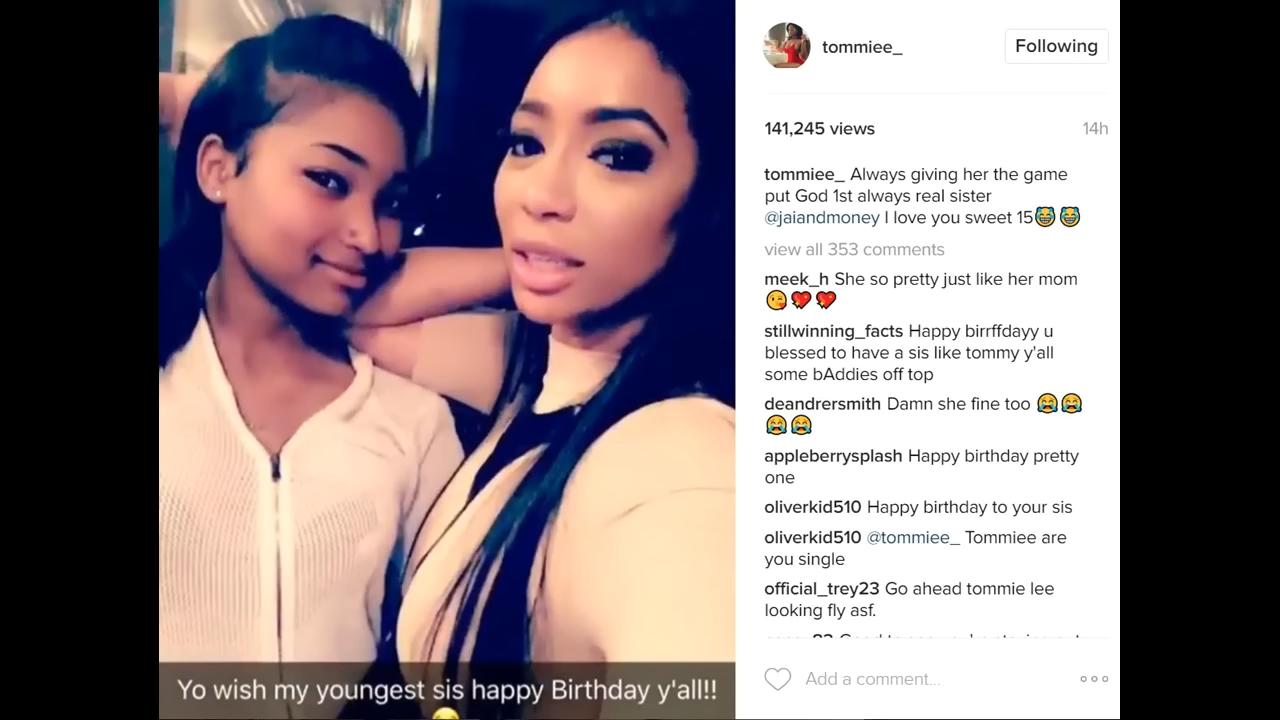 tommiee_
Following
141,245 views
14h
tommiee_ Always giving her the game
put God 1st always real sister
@jaiandmoney I love you sweet 15😹😹
view all 353 comments
meek_h She so pretty just like her mom
😘💖💖
stillwinning_facts Happy birrffdayy u
blessed to have a sis like tommy y'all
some bAddies off top
deandrersmith Damn she fine too 😂😂
😂😂
appleberrysplash Happy birthday pretty
one
oliverkid510 Happy birthday to your sis
oliverkid510 @tommiee_ Tommiee are
you single
official_trey23 Go ahead tommie lee
looking fly asf.
Add a comment...
Yo wish my youngest sis happy Birthday y'all!!